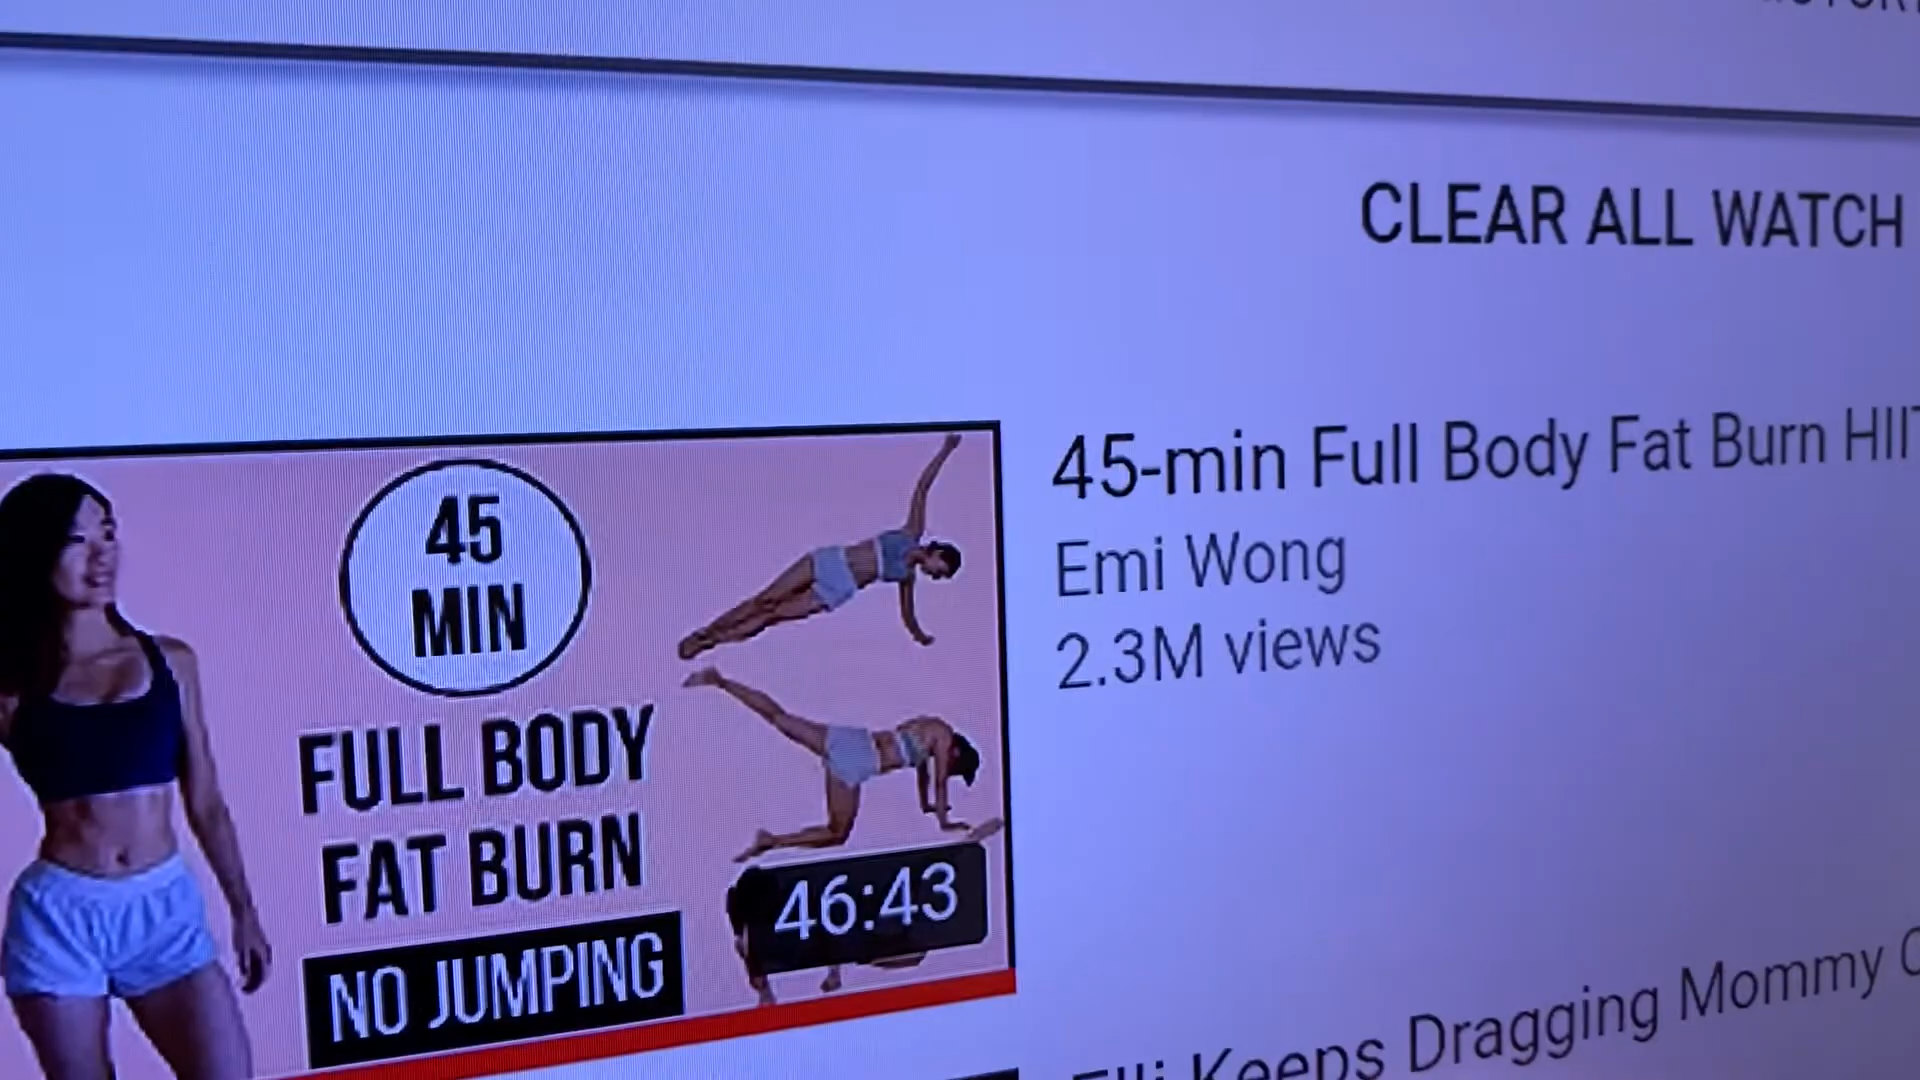 CLEAR ALL WATCH
45
MIN
FULL BODY
FAT BURN
NO JUMPING
46:43
45-min Full Body Fat Burn HIIT
Emi Wong
2.3M views
Keeps Dragging Mommy